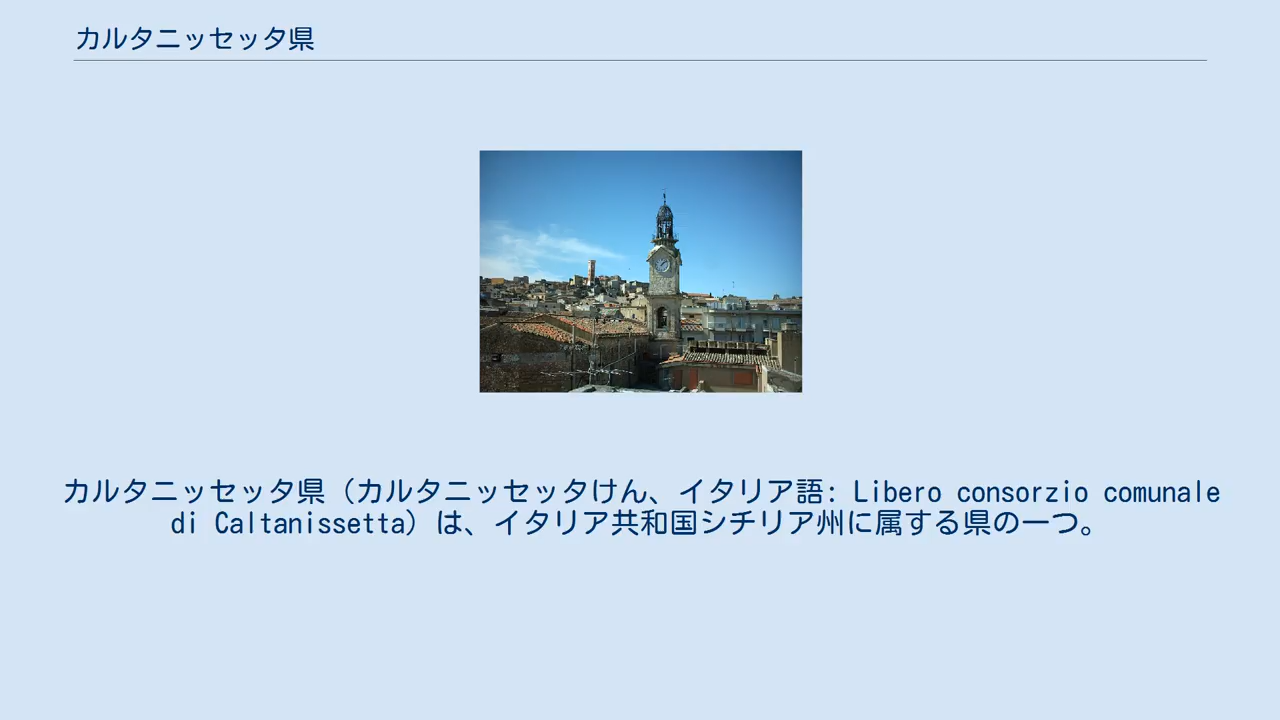 カルタニッセッタ県
カルタニッセッタ県（カルタニッセッタけん、イタリア語: Libero consorzio comunale
di Caltanissetta）は、イタリア共和国シチリア州に属する県の一つ。